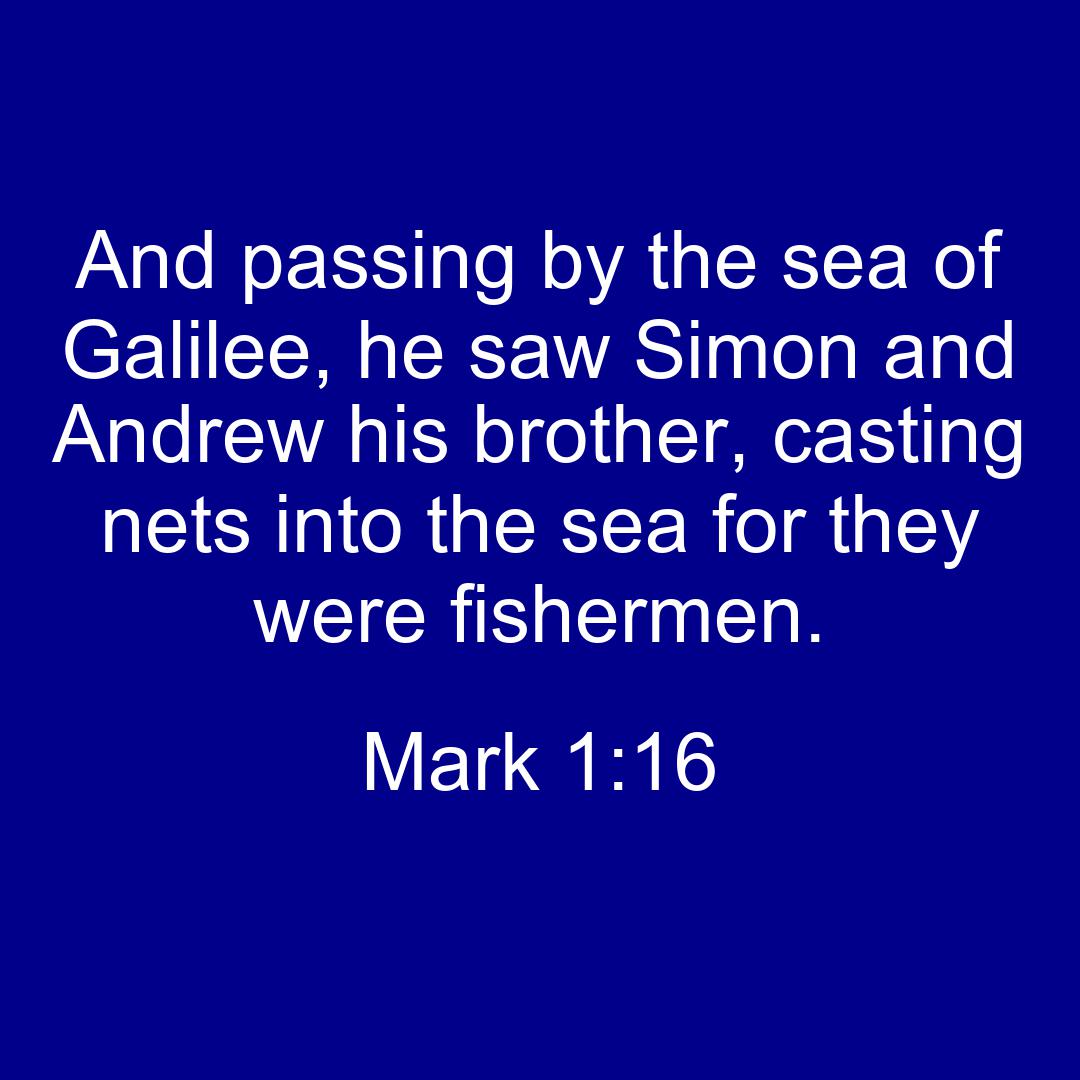 And passing by the sea of
Galilee, he saw Simon and
Andrew his brother, casting
nets into the sea for they
were fishermen.
Mark 1:16